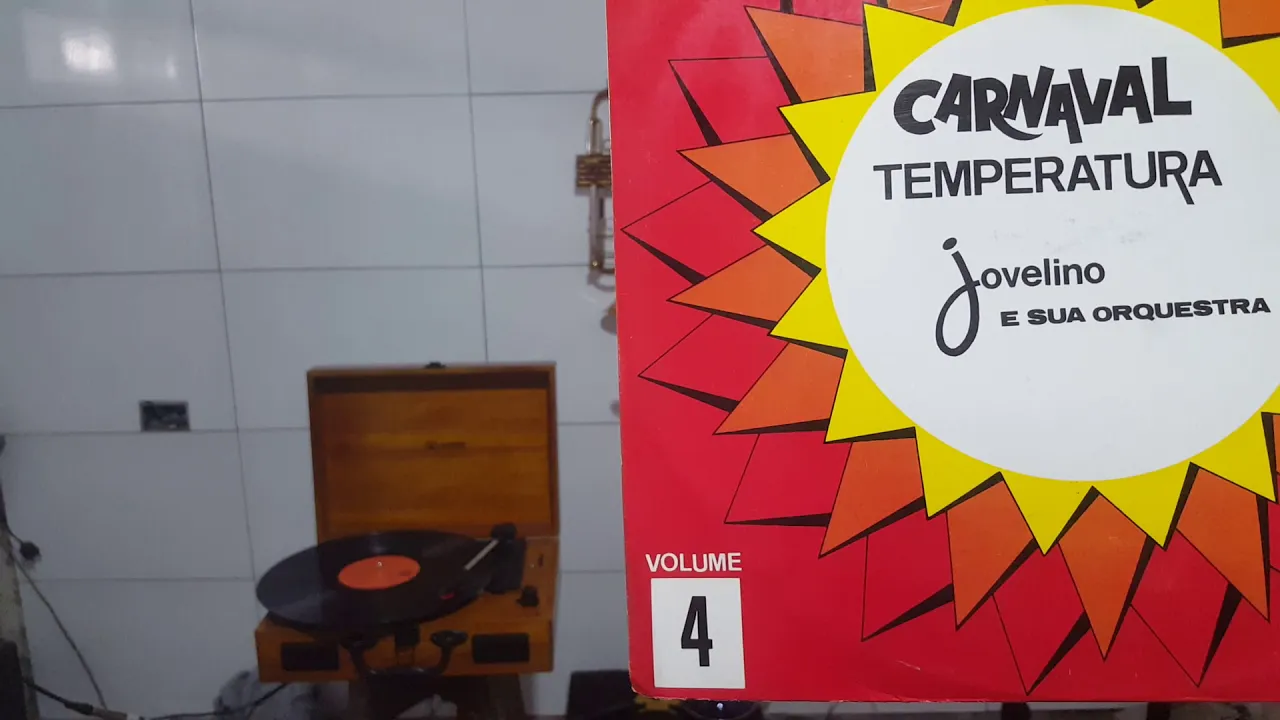 CARNAVAL
TEMPERATURA
jovelino
E SUA ORQUESTRA
VOLUME
4